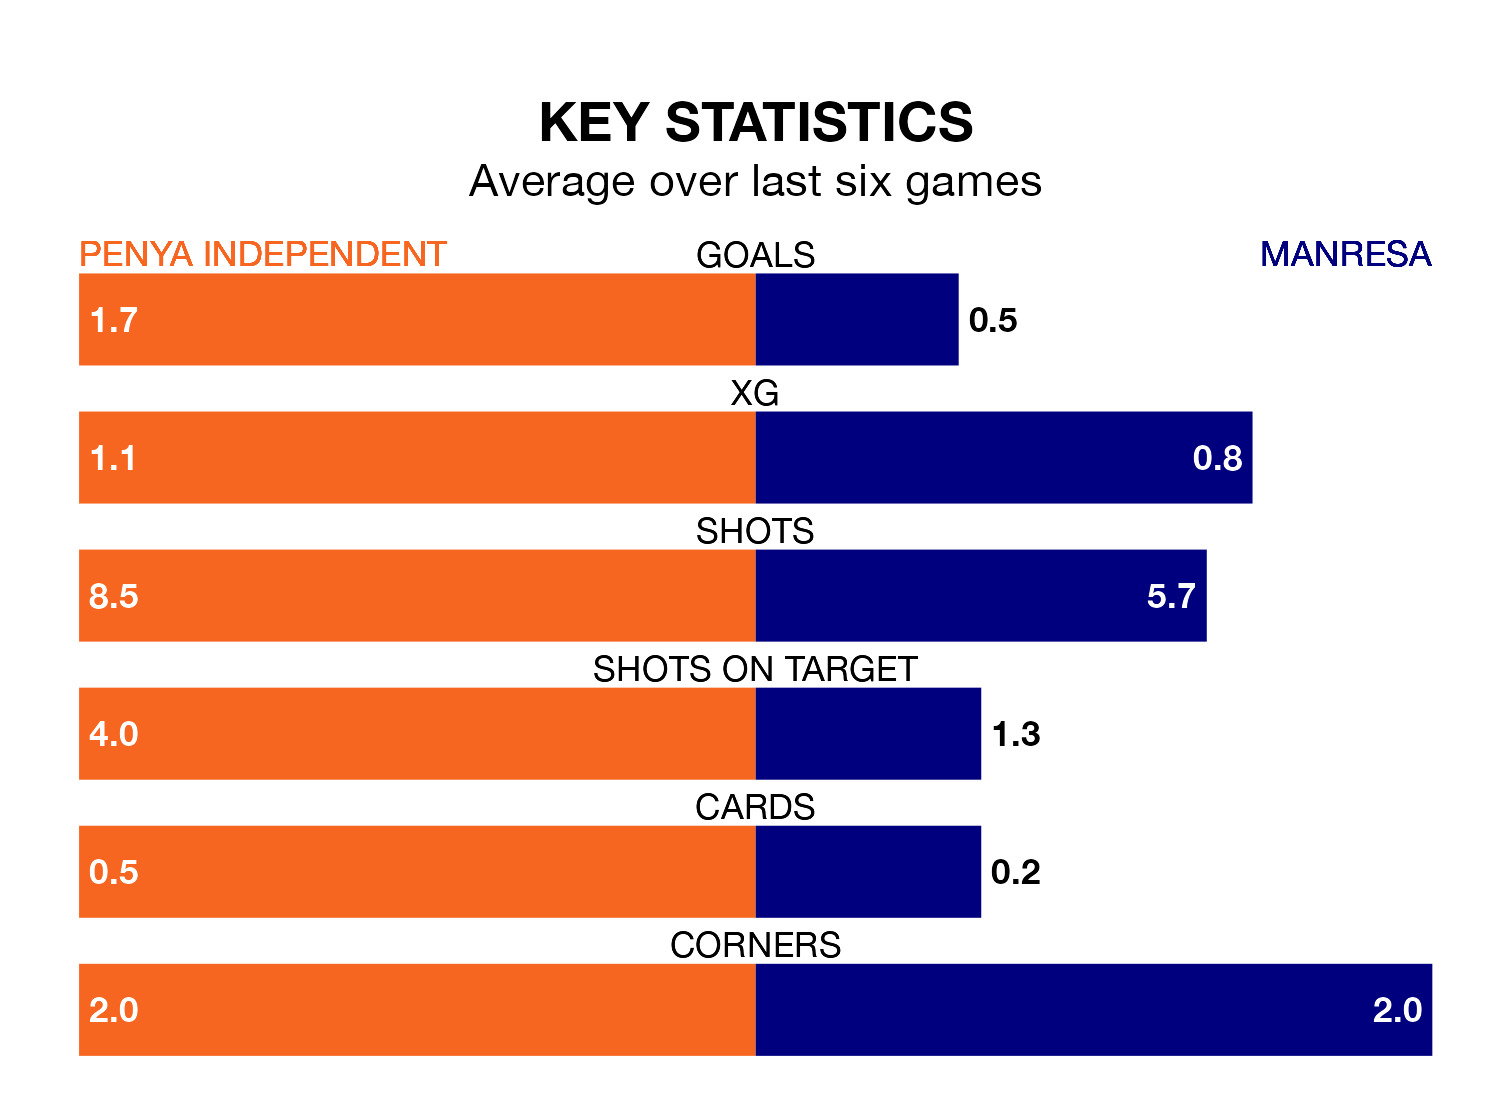 KEY STATISTICS
Average over last six games
PENYA INDEPENDENT GOALS MANRESA
1.7 0.5
XG
1.1 0.8
SHOTS
8.5 5.7
SHOTS ON TARGET
4.0 1.3
CARDS
0.5 0.2
CORNERS
2.0 2.0